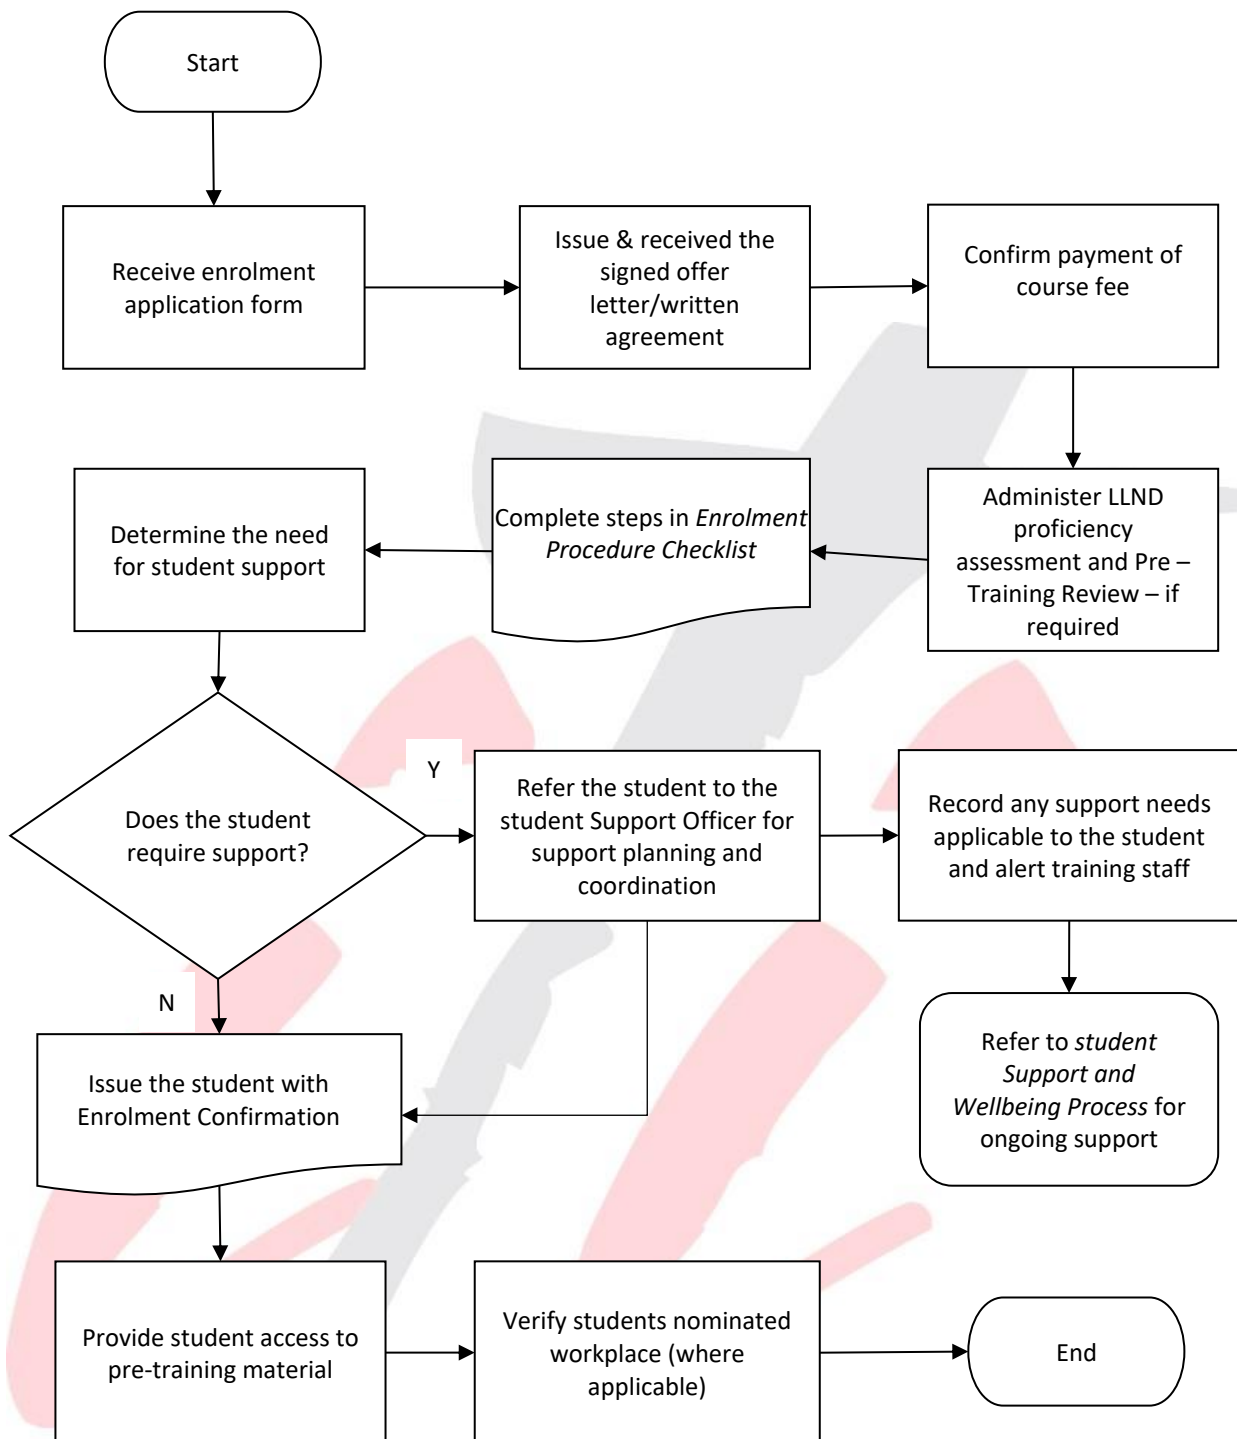 Start
Receive enrolment
application form
Issue & received the
signed offer
letter/written
agreement
Confirm payment of
course fee
Administer LLND
proficiency
assessment and Pre –
Training Review – if
required
Complete steps in Enrolment
Procedure Checklist
Determine the need
for student support
Does the student
require support?
Y
Refer the student to the
student Support Officer for
support planning and
coordination
Record any support needs
applicable to the student
and alert training staff
Refer to student
Support and
Wellbeing Process for
ongoing support
N
Issue the student with
Enrolment Confirmation
Provide student access to
pre-training material
Verify students nominated
workplace (where
applicable)
End